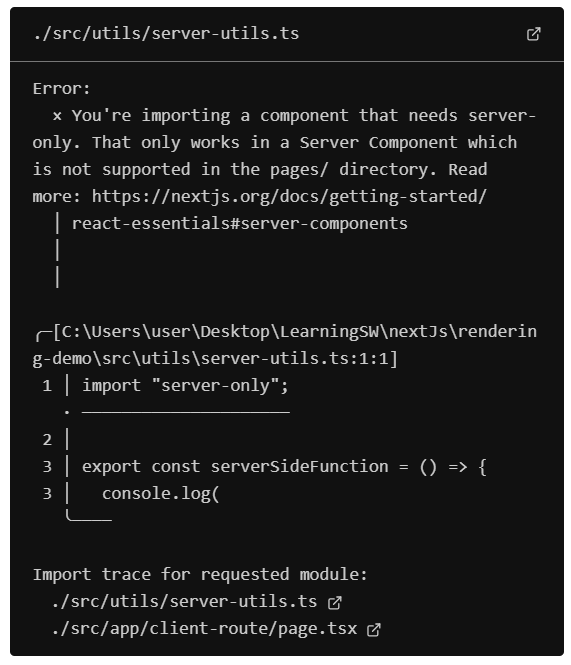 ./src/utils/server-utils.ts
Error:
× You're importing a component that needs server-
only. That only works in a Server Component which
is not supported in the pages/ directory. Read
more: https://nextjs.org/docs/getting-started/
│ react-essentials#server-components
│
│
╭─[C:\Users\user\Desktop\LearningSW\nextJs\renderin
g-demo\src\utils\server-utils.ts:1:1]
1 │ import "server-only";
· ─────────────────────
2 │
3 │ export const serverSideFunction = () => {
3 │   console.log(
╰────
Import trace for requested module:
./src/utils/server-utils.ts
./src/app/client-route/page.tsx